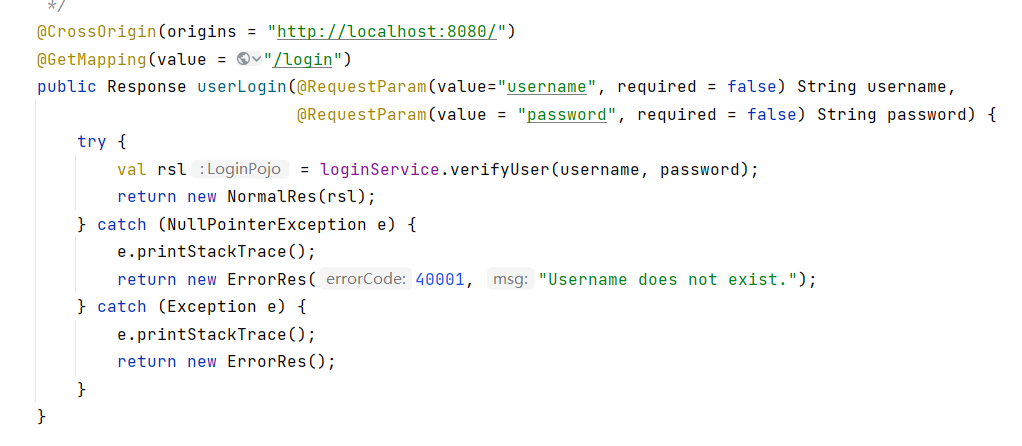 */
@CrossOrigin(origins = "http://localhost:8080/")
@GetMapping(value = "/login")
public Response userLogin(@RequestParam(value="username", required = false) String username,
@RequestParam(value = "password", required = false) String password) {
try {
val rsl : LoginPojo = loginService.verifyUser(username, password);
return new NormalRes(rsl);
} catch (NullPointerException e) {
e.printStackTrace();
return new ErrorRes( errorCode: 40001, msg: "Username does not exist.");
} catch (Exception e) {
e.printStackTrace();
return new ErrorRes();
}
}